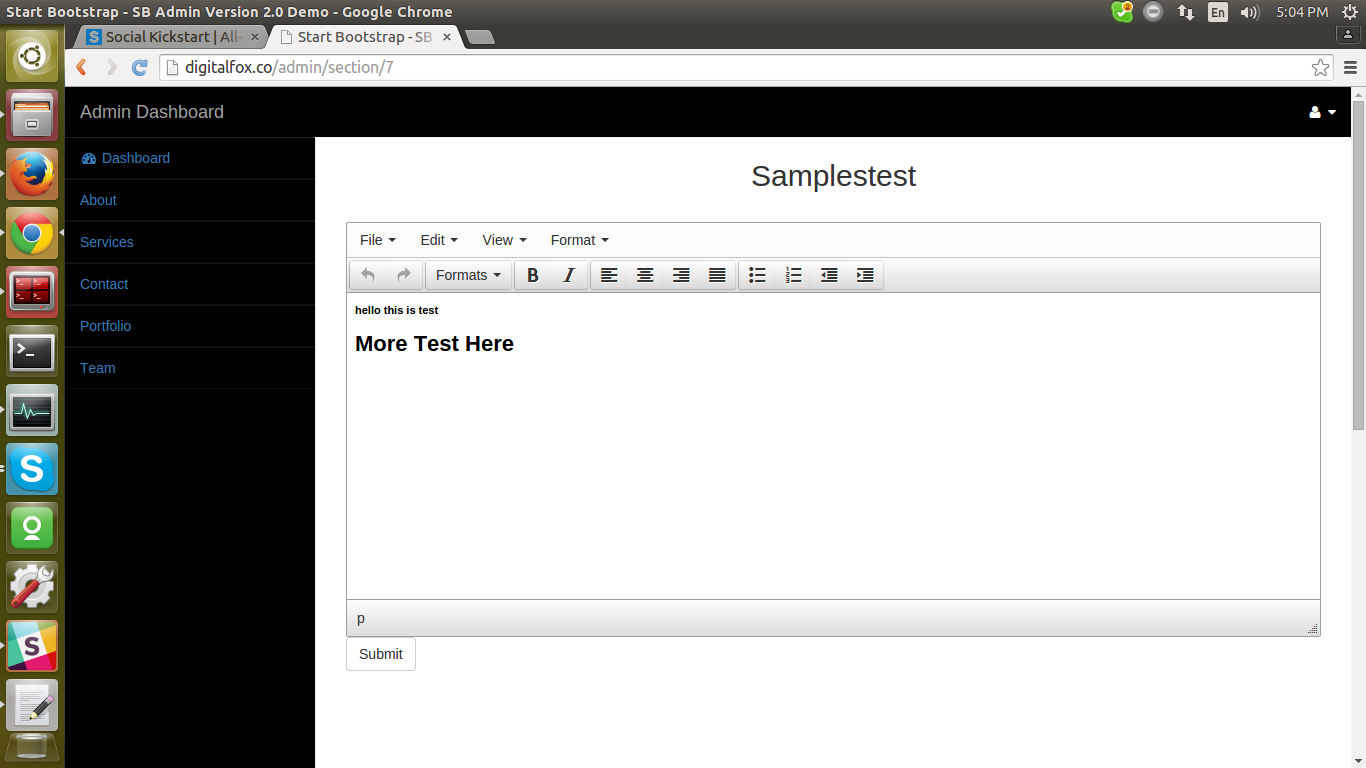 Start Bootstrap - SB Admin Version 2.0 Demo - Google Chrome
2
En
5:04 PM
Social Kickstart | All-
Start Bootstrap - SB
digitalfox.co/admin/section/7
Admin Dashboard
Dashboard
About
Services
Contact
Portfolio
Team
Samplestest
File Edit View Format
Formats B I
hello this is test
More Test Here
p
Submit